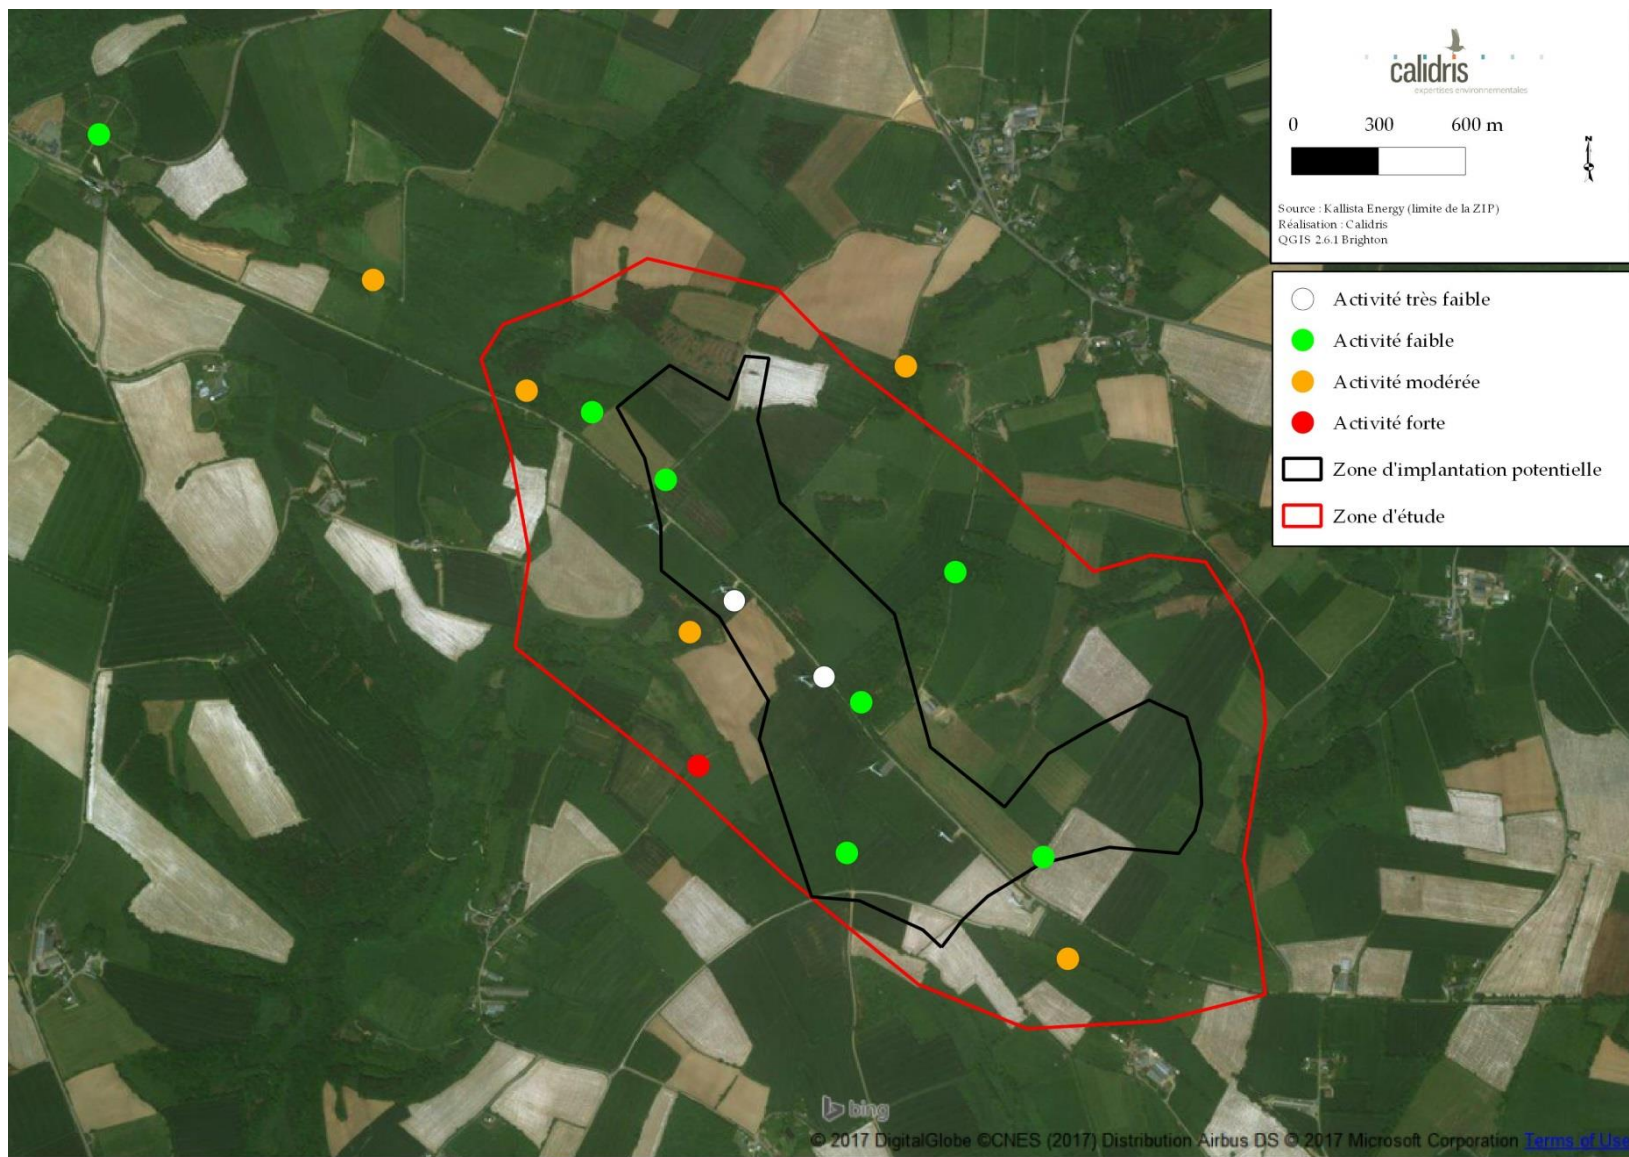 calidris
expertises environnementales
0 300 600 m
N
Source : Kallista Energy (limite de la ZIP)
Réalisation : Calidris
QGIS 2.6.1 Brighton
Activité très faible
Activité faible
Activité modérée
Activité forte
Zone d'implantation potentielle
Zone d'étude
bing
© 2017 DigitalGlobe ©CNES (2017) Distribution Airbus DS © 2017 Microsoft Corporation Terms of Use